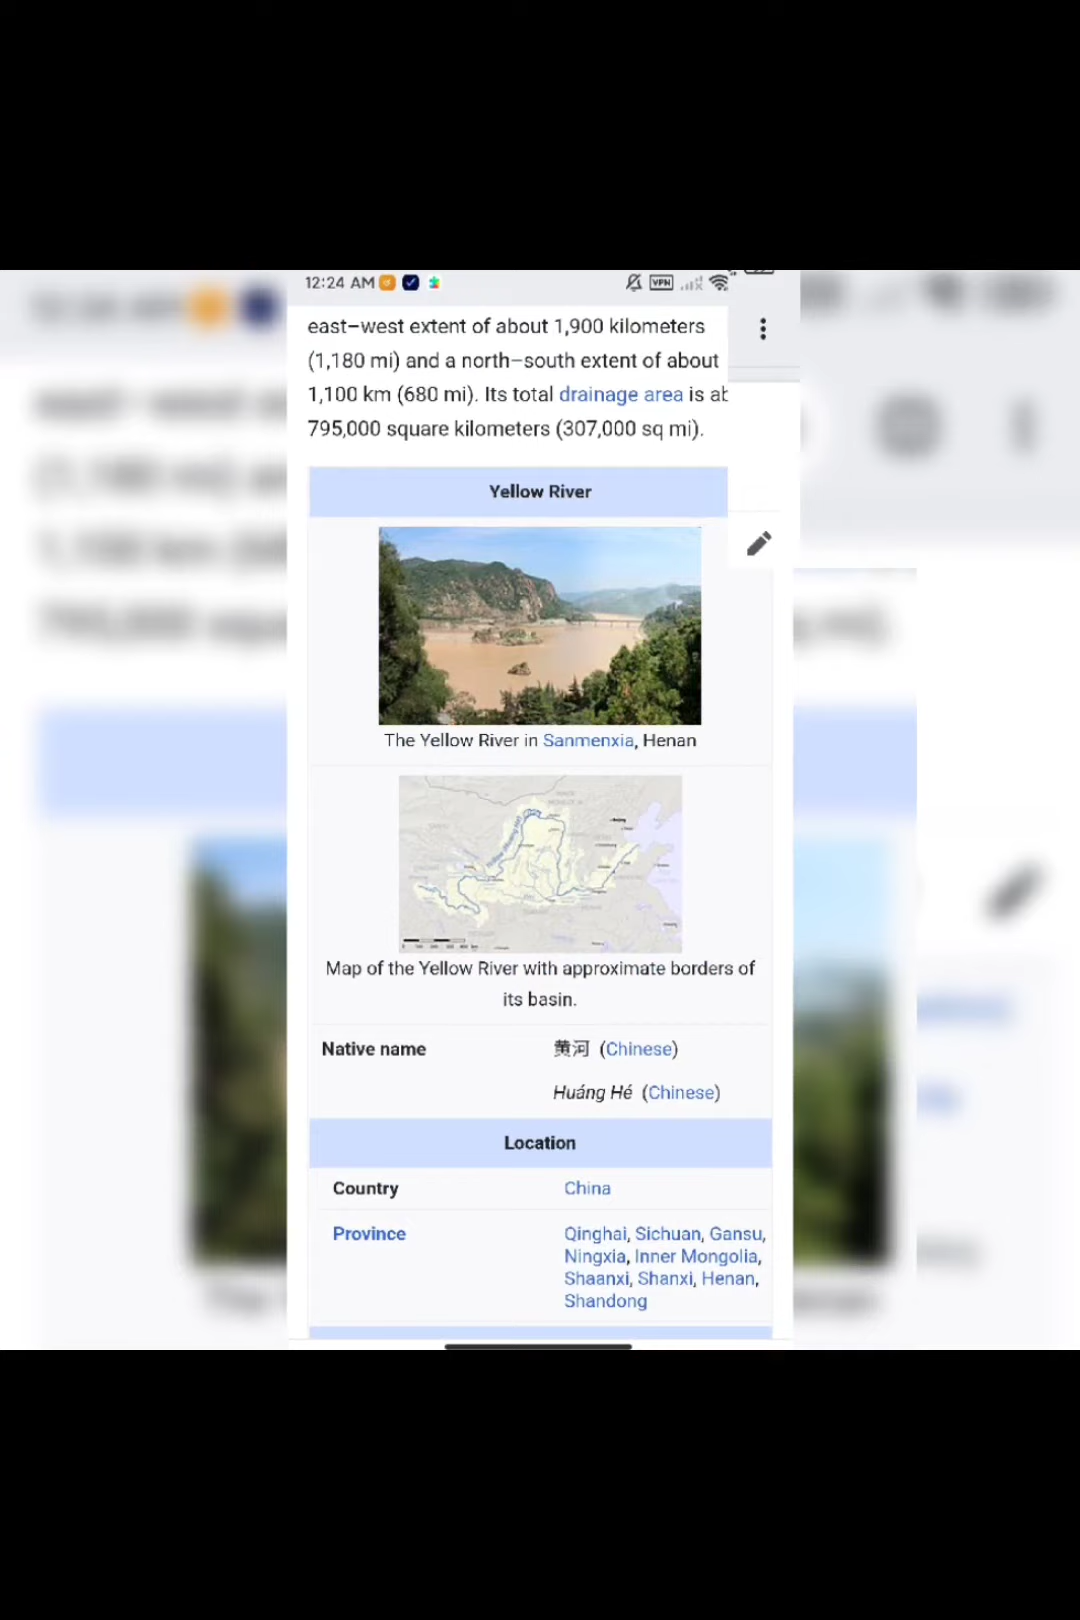 12:24 AM
VPN
east–west extent of about 1,900 kilometers
(1,180 mi) and a north–south extent of about
1,100 km (680 mi). Its total drainage area is ab
795,000 square kilometers (307,000 sq mi).
Yellow River
The Yellow River in Sanmenxia, Henan
Map of the Yellow River with approximate borders of
its basin.
Native name 黄河 (Chinese)
Huáng Hé (Chinese)
Location
Country China
Province Qinghai, Sichuan, Gansu,
Ningxia, Inner Mongolia,
Shaanxi, Shanxi, Henan,
Shandong